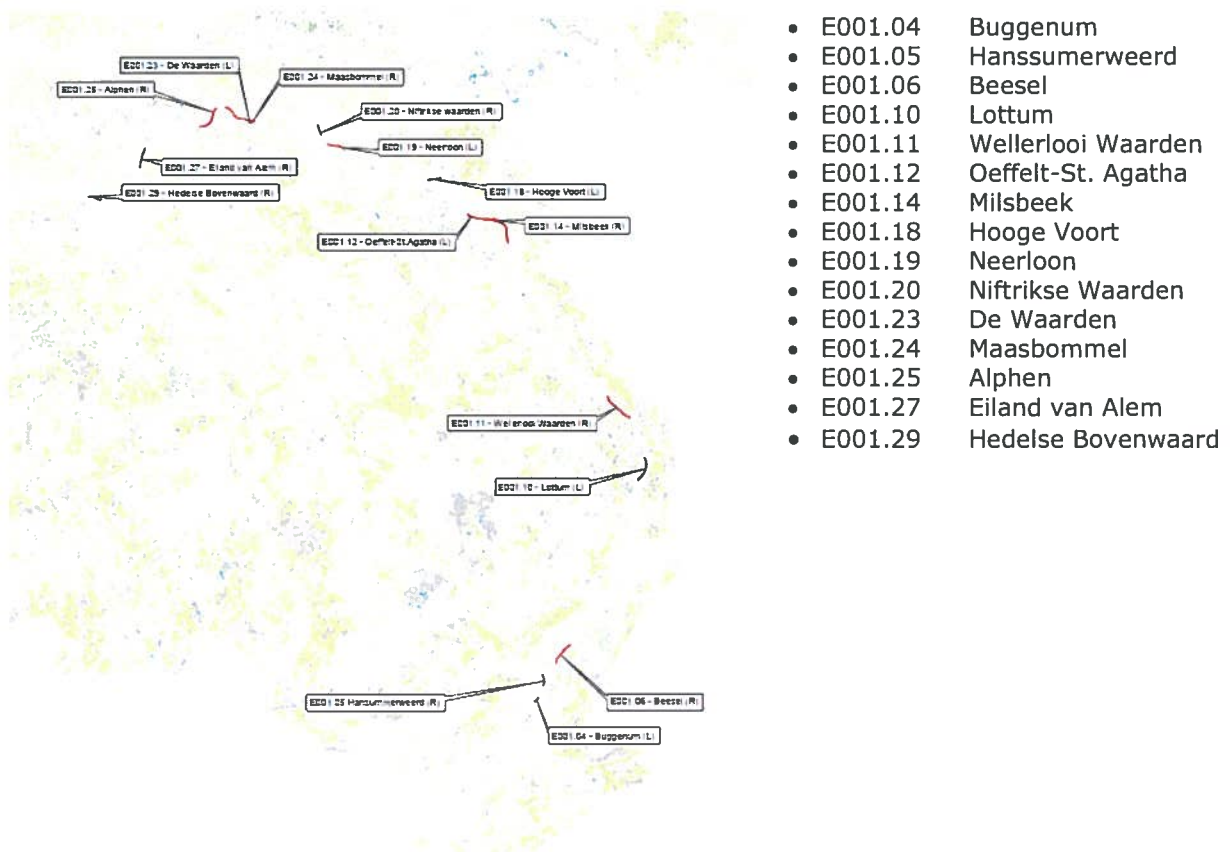 E001.23 - De Waarden (L)
E001.24 - Maasbommel (R)
E001.25 - Alphen (R)
E001.20 - Niftrikse waarden (R)
E001.19 - Neerloon (L)
E001.27 - Eiland van Alem (R)
E001.29 - Hedelse Bovenwaard (R)
E001.18 - Hooge Voort (L)
E001.12 - Oeffelt-St.Agatha (L)
E001.14 - Milsbeek (R)
E001.11 - Wellerlooi Waarden (R)
E001.10 - Lottum (L)
E001.05 Hanssummerweerd (R)
E001.06 - Beesel (R)
E001.04 - Buggenum (L)
• E001.04 Buggenum
• E001.05 Hanssumerweerd
• E001.06 Beesel
• E001.10 Lottum
• E001.11 Wellerlooi Waarden
• E001.12 Oeffelt-St. Agatha
• E001.14 Milsbeek
• E001.18 Hooge Voort
• E001.19 Neerloon
• E001.20 Niftrikse Waarden
• E001.23 De Waarden
• E001.24 Maasbommel
• E001.25 Alphen
• E001.27 Eiland van Alem
• E001.29 Hedelse Bovenwaard